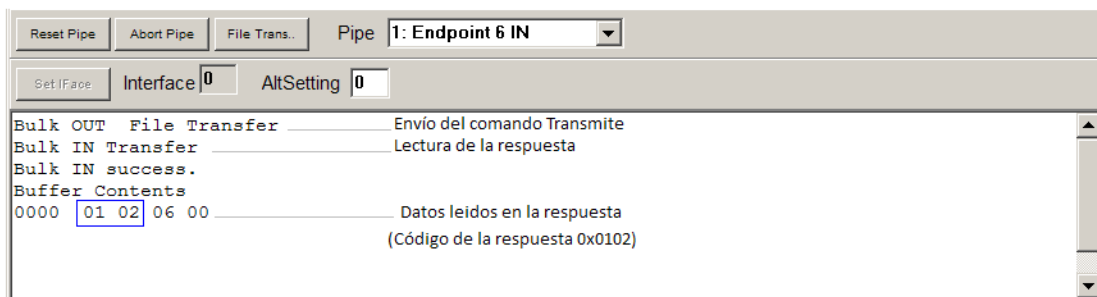 Reset Pipe Abort Pipe File Trans.. Pipe 1: Endpoint 6 IN
Set IFace Interface 0 AltSetting 0
Bulk OUT File Transfer Envío del comando Transmite
Bulk IN Transfer Lectura de la respuesta
Bulk IN success.
Buffer Contents
0000 01 02 06 00 Datos leidos en la respuesta
(Código de la respuesta 0x0102)